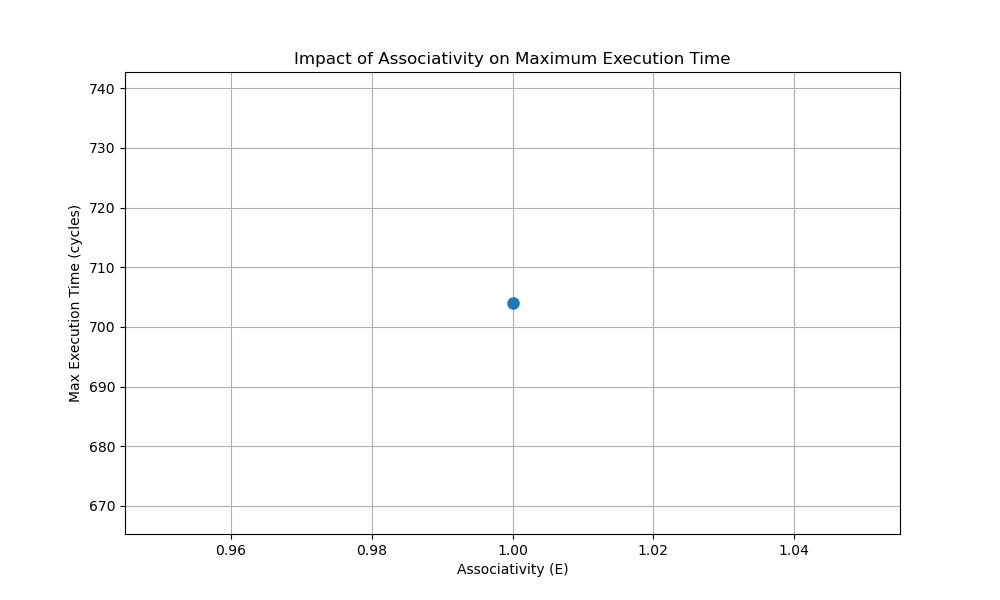 Impact of Associativity on Maximum Execution Time
740
730
720
710
700
690
680
670
Max Execution Time (cycles)
0.96 0.98 1.00 1.02 1.04
Associativity (E)